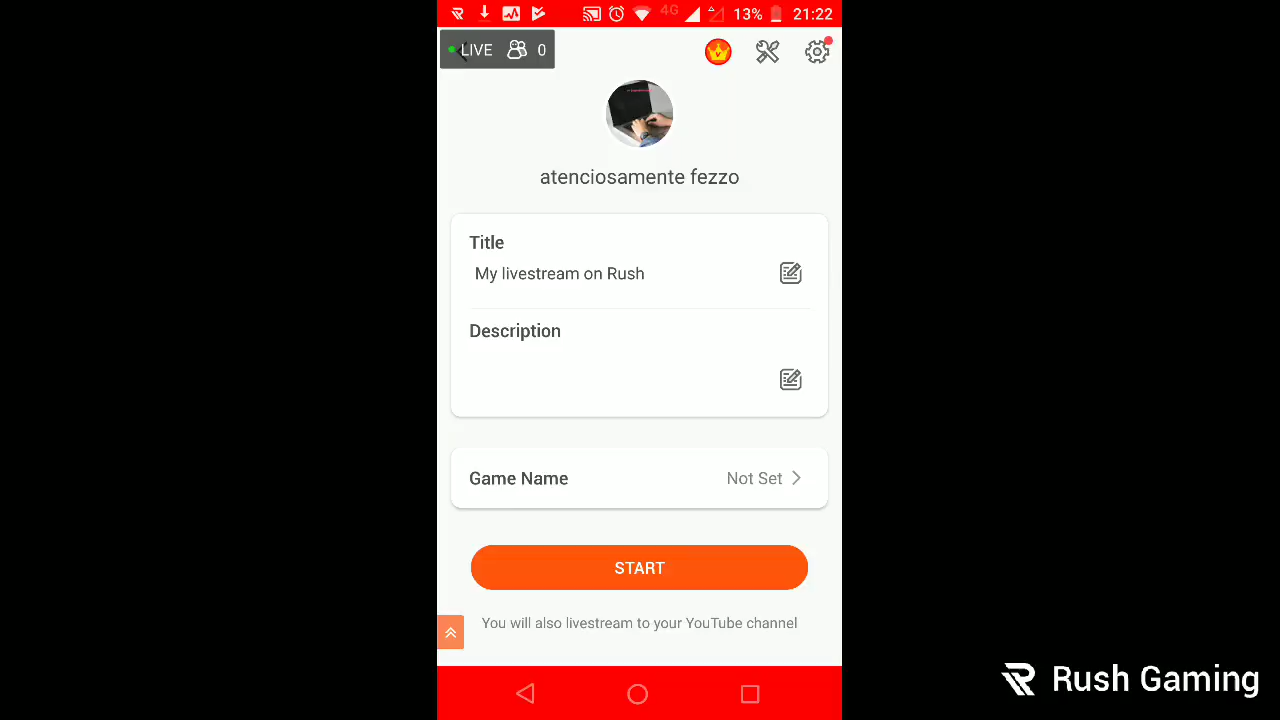 4G 13% 21:22
LIVE 0
atenciosamente fezzo
Title
My livestream on Rush
Description
Game Name Not Set
START
You will also livestream to your YouTube channel
Rush Gaming